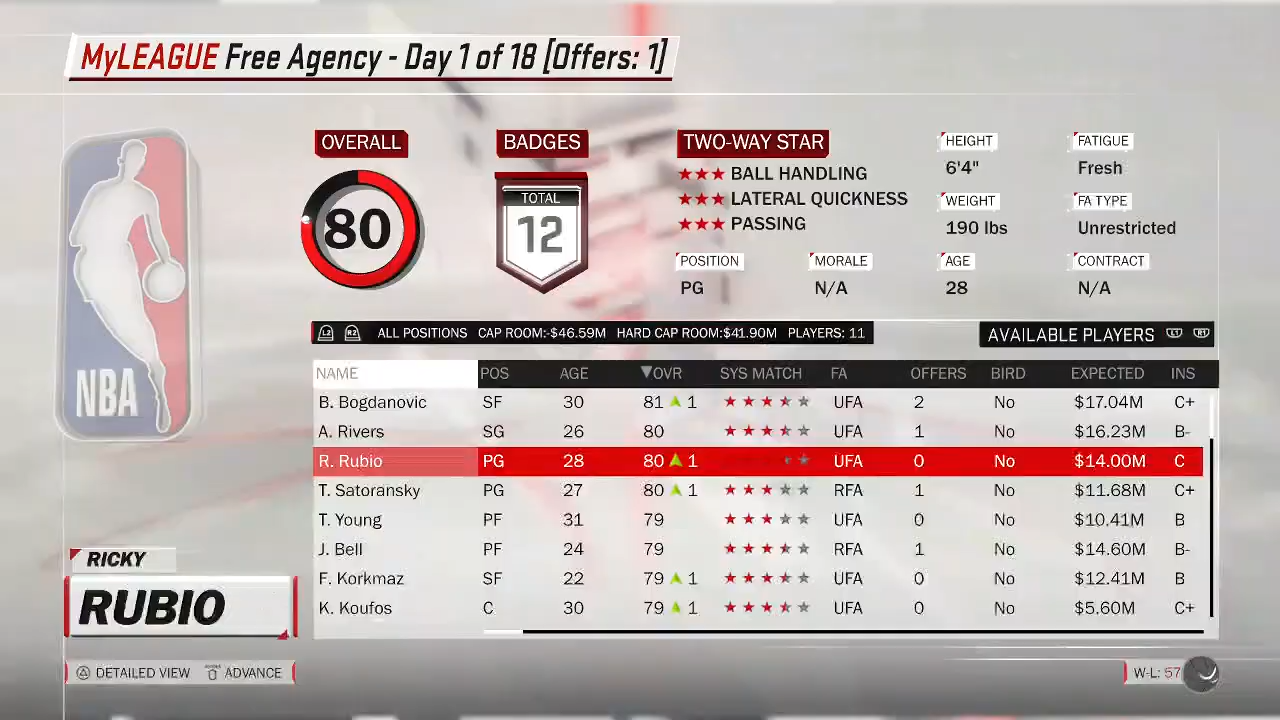 MyLEAGUE Free Agency - Day 1 of 18 [Offers: 1]
OVERALL
80
BADGES
TOTAL
12
TWO-WAY STAR
★★★ BALL HANDLING
★★★ LATERAL QUICKNESS
★★★ PASSING
POSITION
PG
MORALE
N/A
HEIGHT
6'4"
WEIGHT
190 lbs
AGE
28
FATIGUE
Fresh
FA TYPE
Unrestricted
CONTRACT
N/A
L2 R2 ALL POSITIONS CAP ROOM:-$46.59M HARD CAP ROOM:$41.90M PLAYERS: 11
AVAILABLE PLAYERS L1 R1
NAME POS AGE ▼OVR SYS MATCH FA OFFERS BIRD EXPECTED INS
B. Bogdanovic SF 30 81 1 UFA 2 No $17.04M C+
A. Rivers SG 26 80 UFA 1 No $16.23M B-
R. Rubio PG 28 80 1 UFA 0 No $14.00M C
T. Satoransky PG 27 80 1 RFA 1 No $11.68M C+
T. Young PF 31 79 UFA 0 No $10.41M B
J. Bell PF 24 79 RFA 1 No $14.60M B-
F. Korkmaz SF 22 79 1 UFA 0 No $12.41M B
K. Koufos C 30 79 1 UFA 0 No $5.60M C+
NBA
RICKY
RUBIO
DETAILED VIEW ADVANCE
W-L: 57